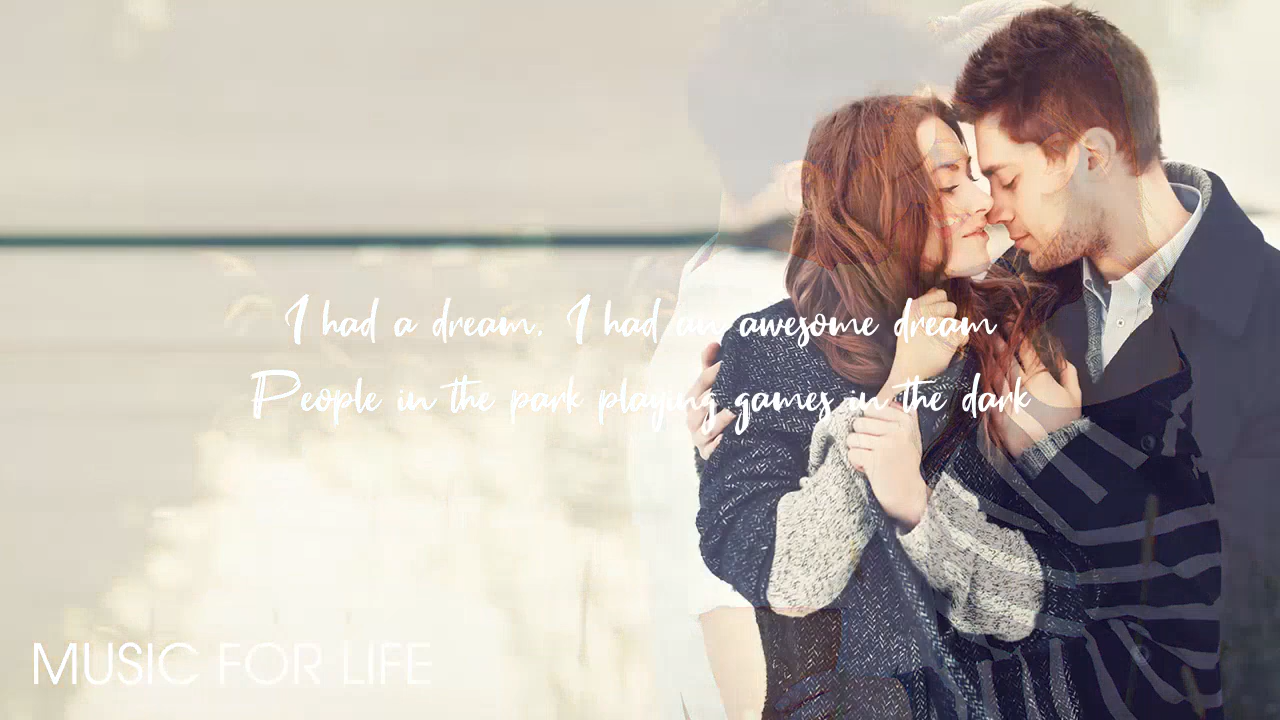 I had a dream, I had an awesome dream
People in the park playing games in the dark
MUSIC FOR LIFE